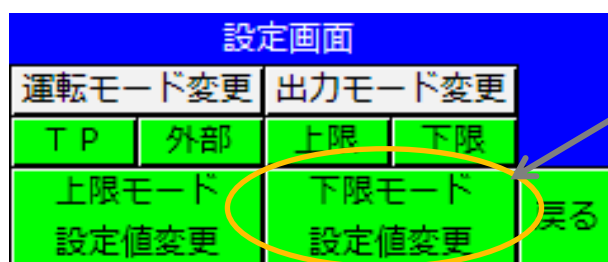 設定画面
運転モード変更 出力モード変更
ＴＰ 外部 上限 下限
上限モード 下限モード
設定値変更 設定値変更
戻る